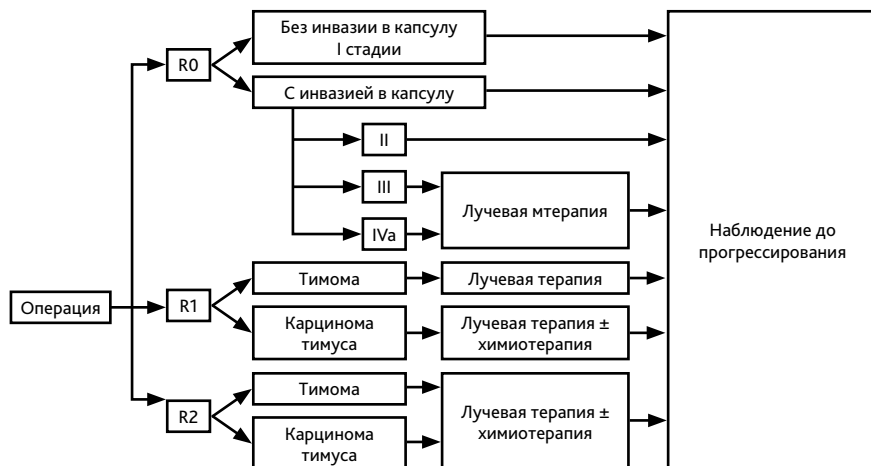 Без инвазии в капсулу
I стадии
R0
С инвазией в капсулу
II
III
Лучевая мтерапия
IVa
Наблюдение до
прогрессирования
Операция
R1
Тимома
Лучевая терапия
Карцинома
тимуса
Лучевая терапия ±
химиотерапия
R2
Тимома
Карцинома
тимуса
Лучевая терапия ±
химиотерапия